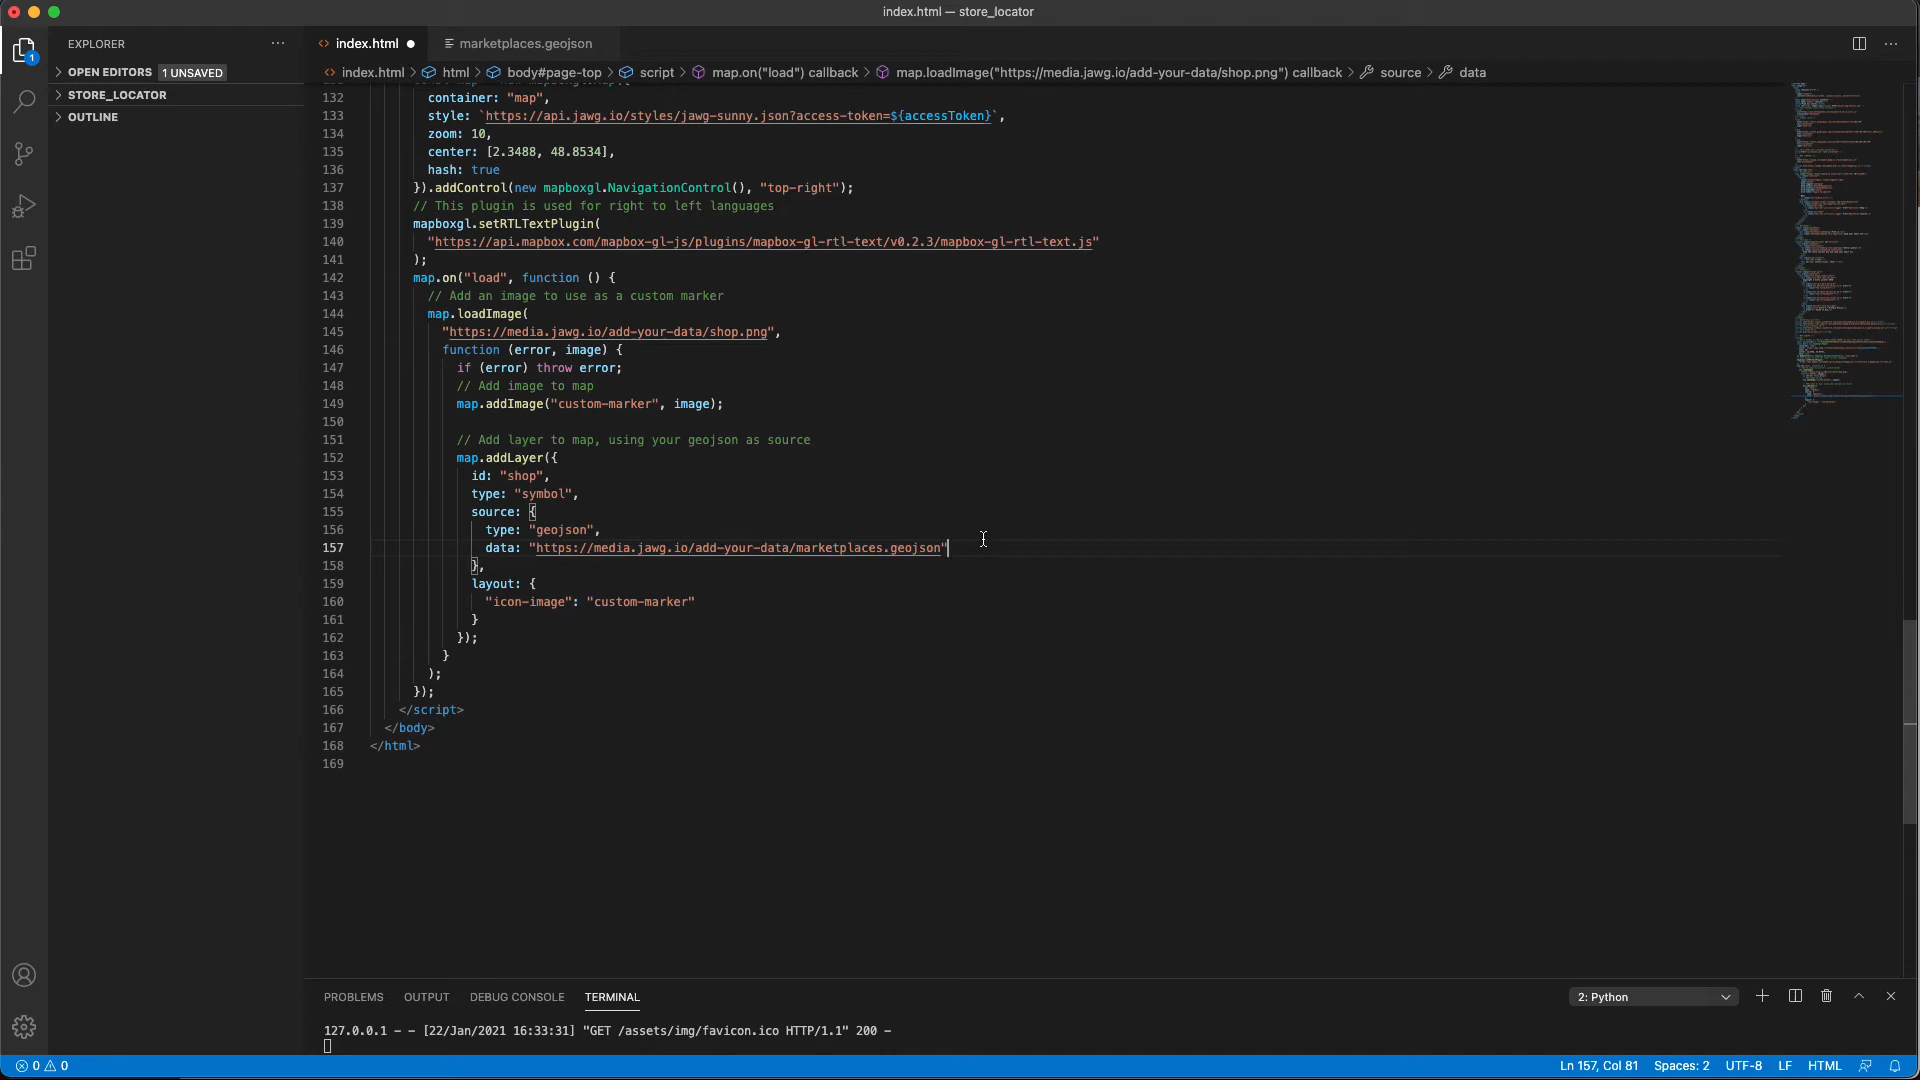 index.html — store_locator
EXPLORER
index.html
marketplaces.geojson
OPEN EDITORS 1 UNSAVED
STORE_LOCATOR
OUTLINE
index.html > html > body#page-top > script > map.on("load") callback > map.loadImage("https://media.jawg.io/add-your-data/shop.png") callback > source > data
132 container: "map",
133 style: `https://api.jawg.io/styles/jawg-sunny.json?access-token=${accessToken}`,
134 zoom: 10,
135 center: [2.3488, 48.8534],
136 hash: true
137 }).addControl(new mapboxgl.NavigationControl(), "top-right");
138 // This plugin is used for right to left languages
139 mapboxgl.setRTLTextPlugin(
140 "https://api.mapbox.com/mapbox-gl-js/plugins/mapbox-gl-rtl-text/v0.2.3/mapbox-gl-rtl-text.js"
141 );
142 map.on("load", function () {
143 // Add an image to use as a custom marker
144 map.loadImage(
145 "https://media.jawg.io/add-your-data/shop.png",
146 function (error, image) {
147 if (error) throw error;
148 // Add image to map
149 map.addImage("custom-marker", image);
150
151 // Add layer to map, using your geojson as source
152 map.addLayer({
153 id: "shop",
154 type: "symbol",
155 source: {
156 type: "geojson",
157 data: "https://media.jawg.io/add-your-data/marketplaces.geojson"
158 },
159 layout: {
160 "icon-image": "custom-marker"
161 }
162 });
163 }
164 );
165 });
166 </script>
167 </body>
168 </html>
169
PROBLEMS OUTPUT DEBUG CONSOLE TERMINAL
2: Python
127.0.0.1 - - [22/Jan/2021 16:33:31] "GET /assets/img/favicon.ico HTTP/1.1" 200 -
0 0
Ln 157, Col 81 Spaces: 2 UTF-8 LF HTML